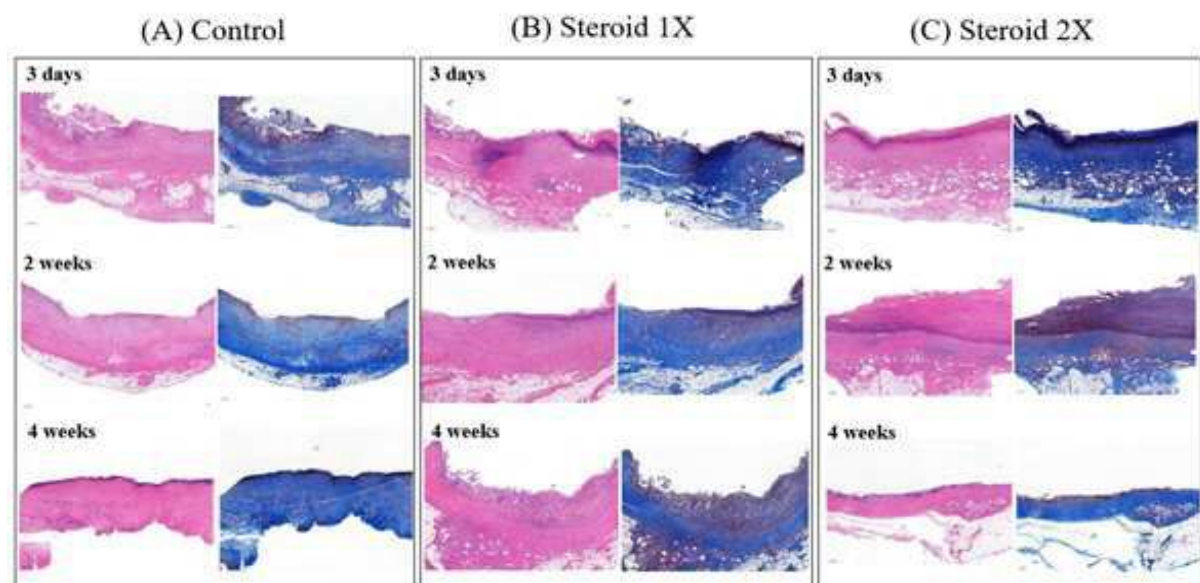 (A) Control
(B) Steroid 1X
(C) Steroid 2X
3 days
3 days
3 days
2 weeks
2 weeks
2 weeks
4 weeks
4 weeks
4 weeks